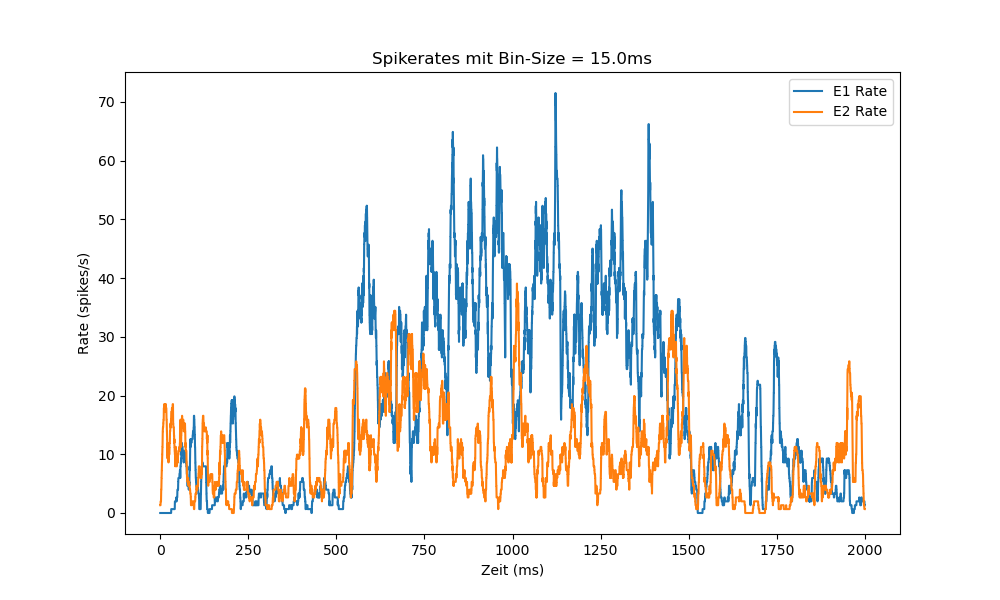 Spikerates mit Bin-Size = 15.0ms
E1 Rate
E2 Rate
Rate (spikes/s)
70
60
50
40
30
20
10
0
0 250 500 750 1000 1250 1500 1750 2000
Zeit (ms)